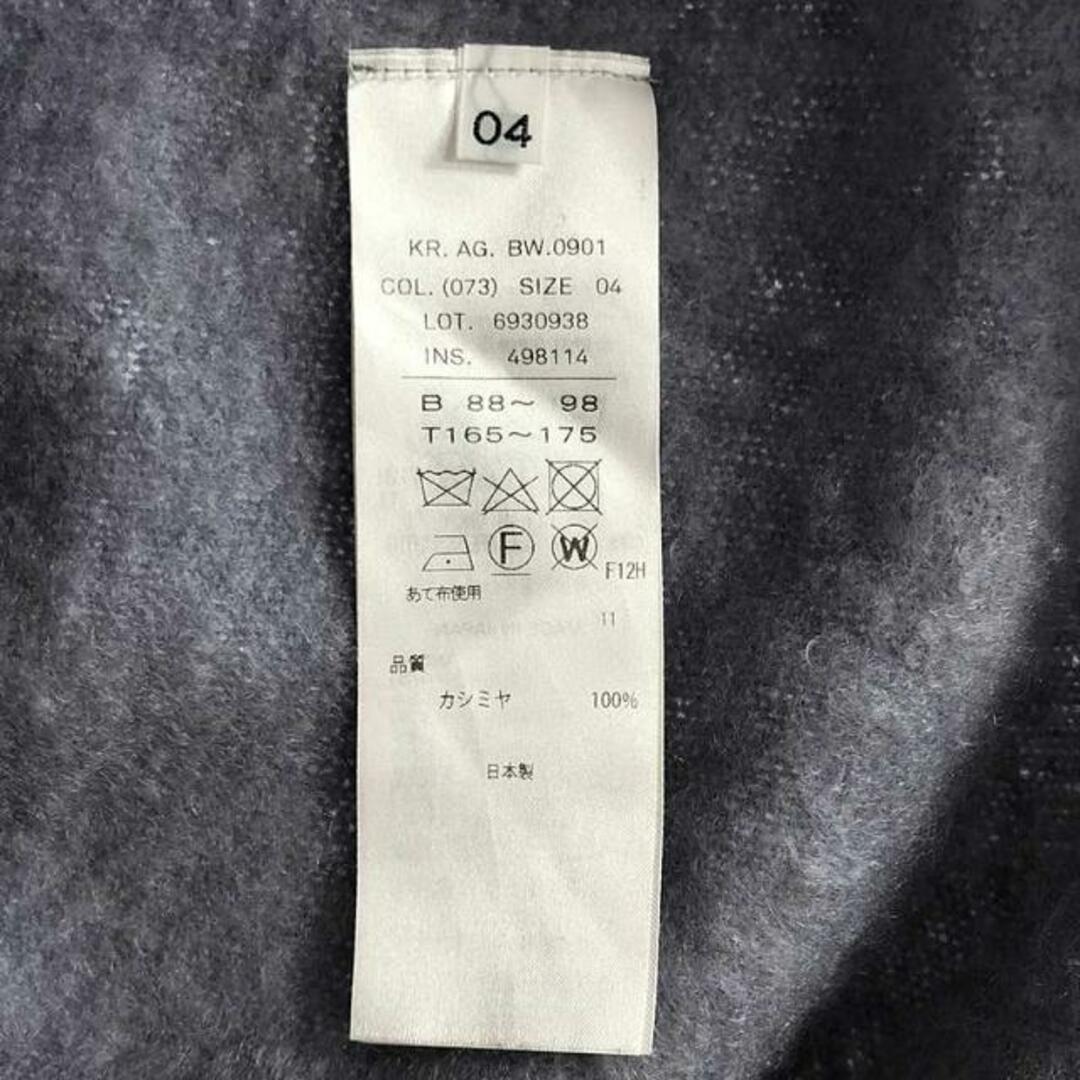 04
KR. AG. BW.0901
COL. (073) SIZE 04
LOT. 6930938
INS. 498114
B 88～ 98
T165～175
F W F12H
あて布使用
11
品質
カシミヤ 100%
日本製